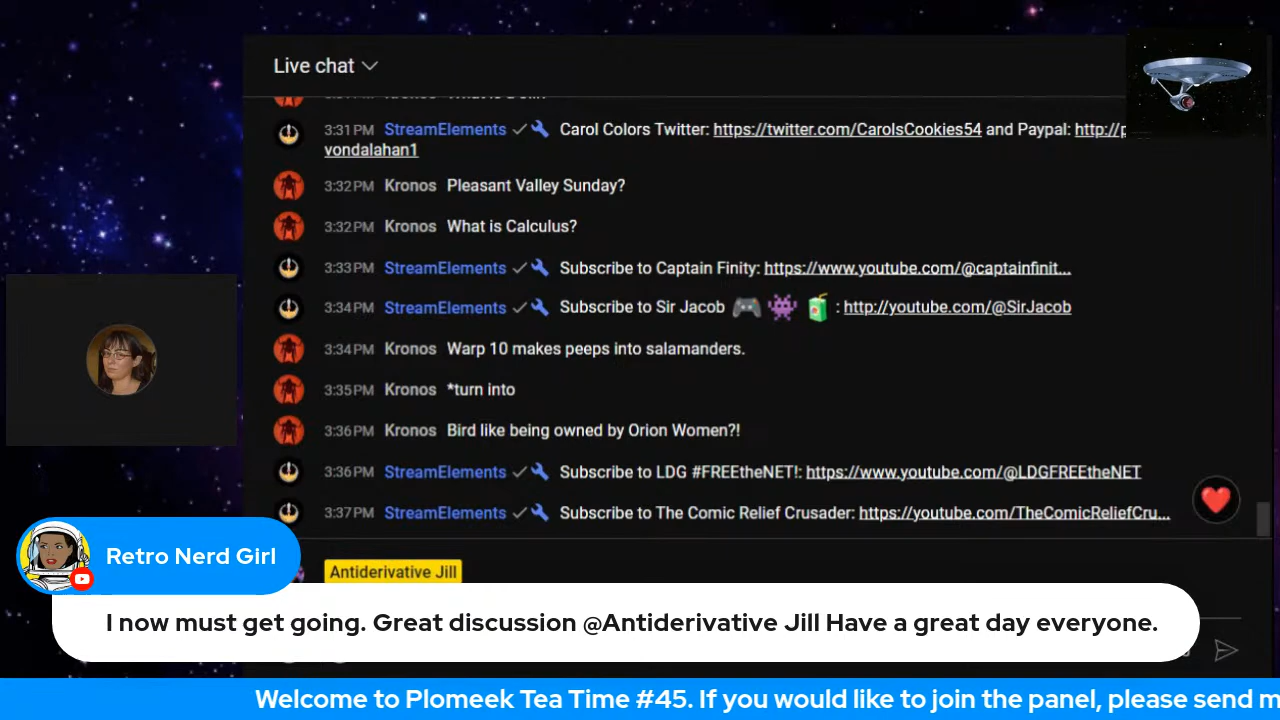 Live chat
3:31 PM StreamElements Carol Colors Twitter: https://twitter.com/CarolsCookies54 and Paypal: http://p
vondalahan1
3:32 PM Kronos Pleasant Valley Sunday?
3:32 PM Kronos What is Calculus?
3:33 PM StreamElements Subscribe to Captain Finity: https://www.youtube.com/@captainfinit...
3:34 PM StreamElements Subscribe to Sir Jacob 🎮 👾 🧃 : http://youtube.com/@SirJacob
3:34 PM Kronos Warp 10 makes peeps into salamanders.
3:35 PM Kronos *turn into
3:36 PM Kronos Bird like being owned by Orion Women?!
3:36 PM StreamElements Subscribe to LDG #FREEtheNET!: https://www.youtube.com/@LDGFREEtheNET
3:37 PM StreamElements Subscribe to The Comic Relief Crusader: https://youtube.com/TheComicReliefCru...
Antiderivative Jill
Retro Nerd Girl
I now must get going. Great discussion @Antiderivative Jill Have a great day everyone.
Welcome to Plomeek Tea Time #45. If you would like to join the panel, please send m